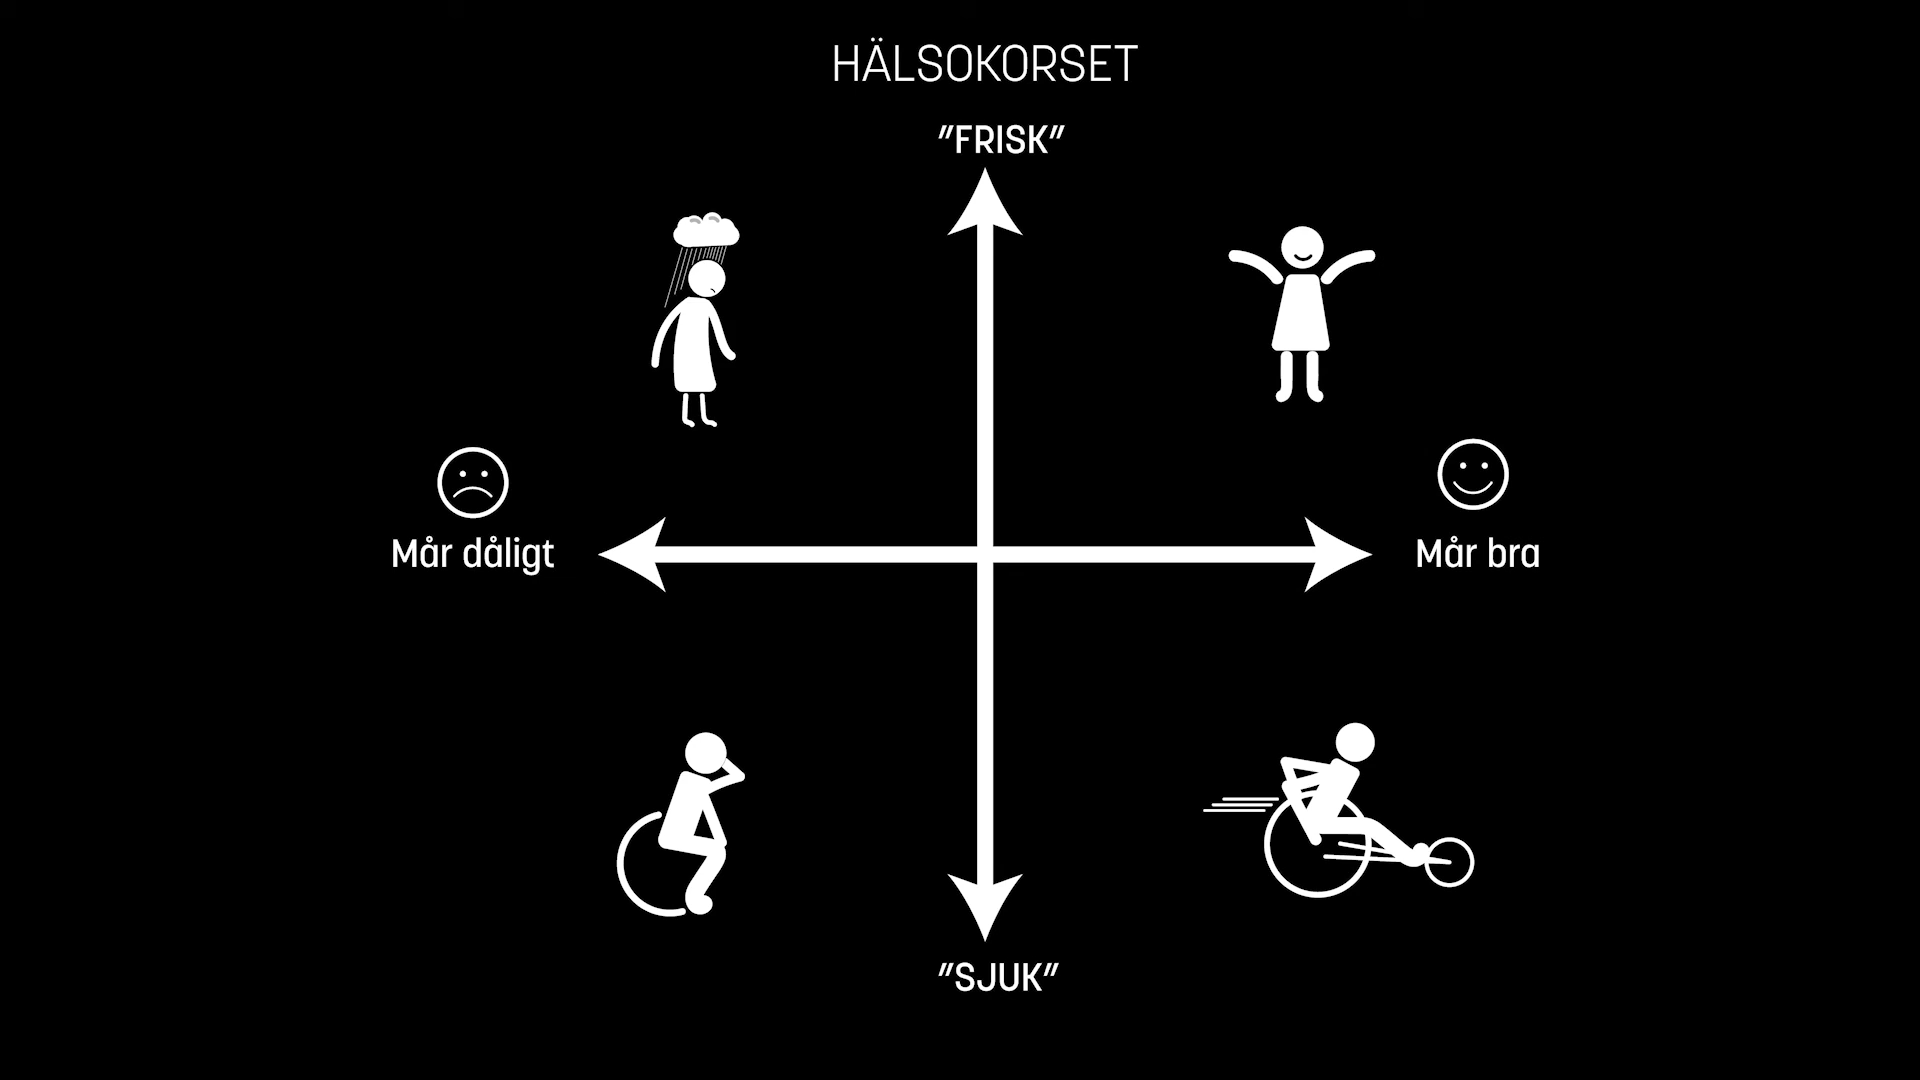 HÄLSOKORSET
”FRISK”
Mår dåligt
Mår bra
”SJUK”